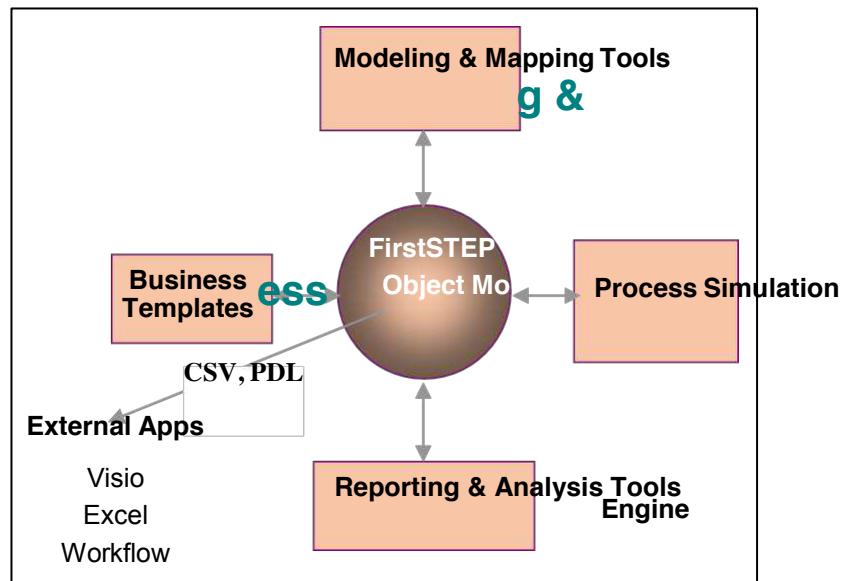 Modeling & Mapping Tools
g &
FirstSTEP
Object Mo
Business
Templates
ess
Process Simulation
CSV, PDL
External Apps
Visio
Excel
Workflow
Reporting & Analysis Tools
Engine